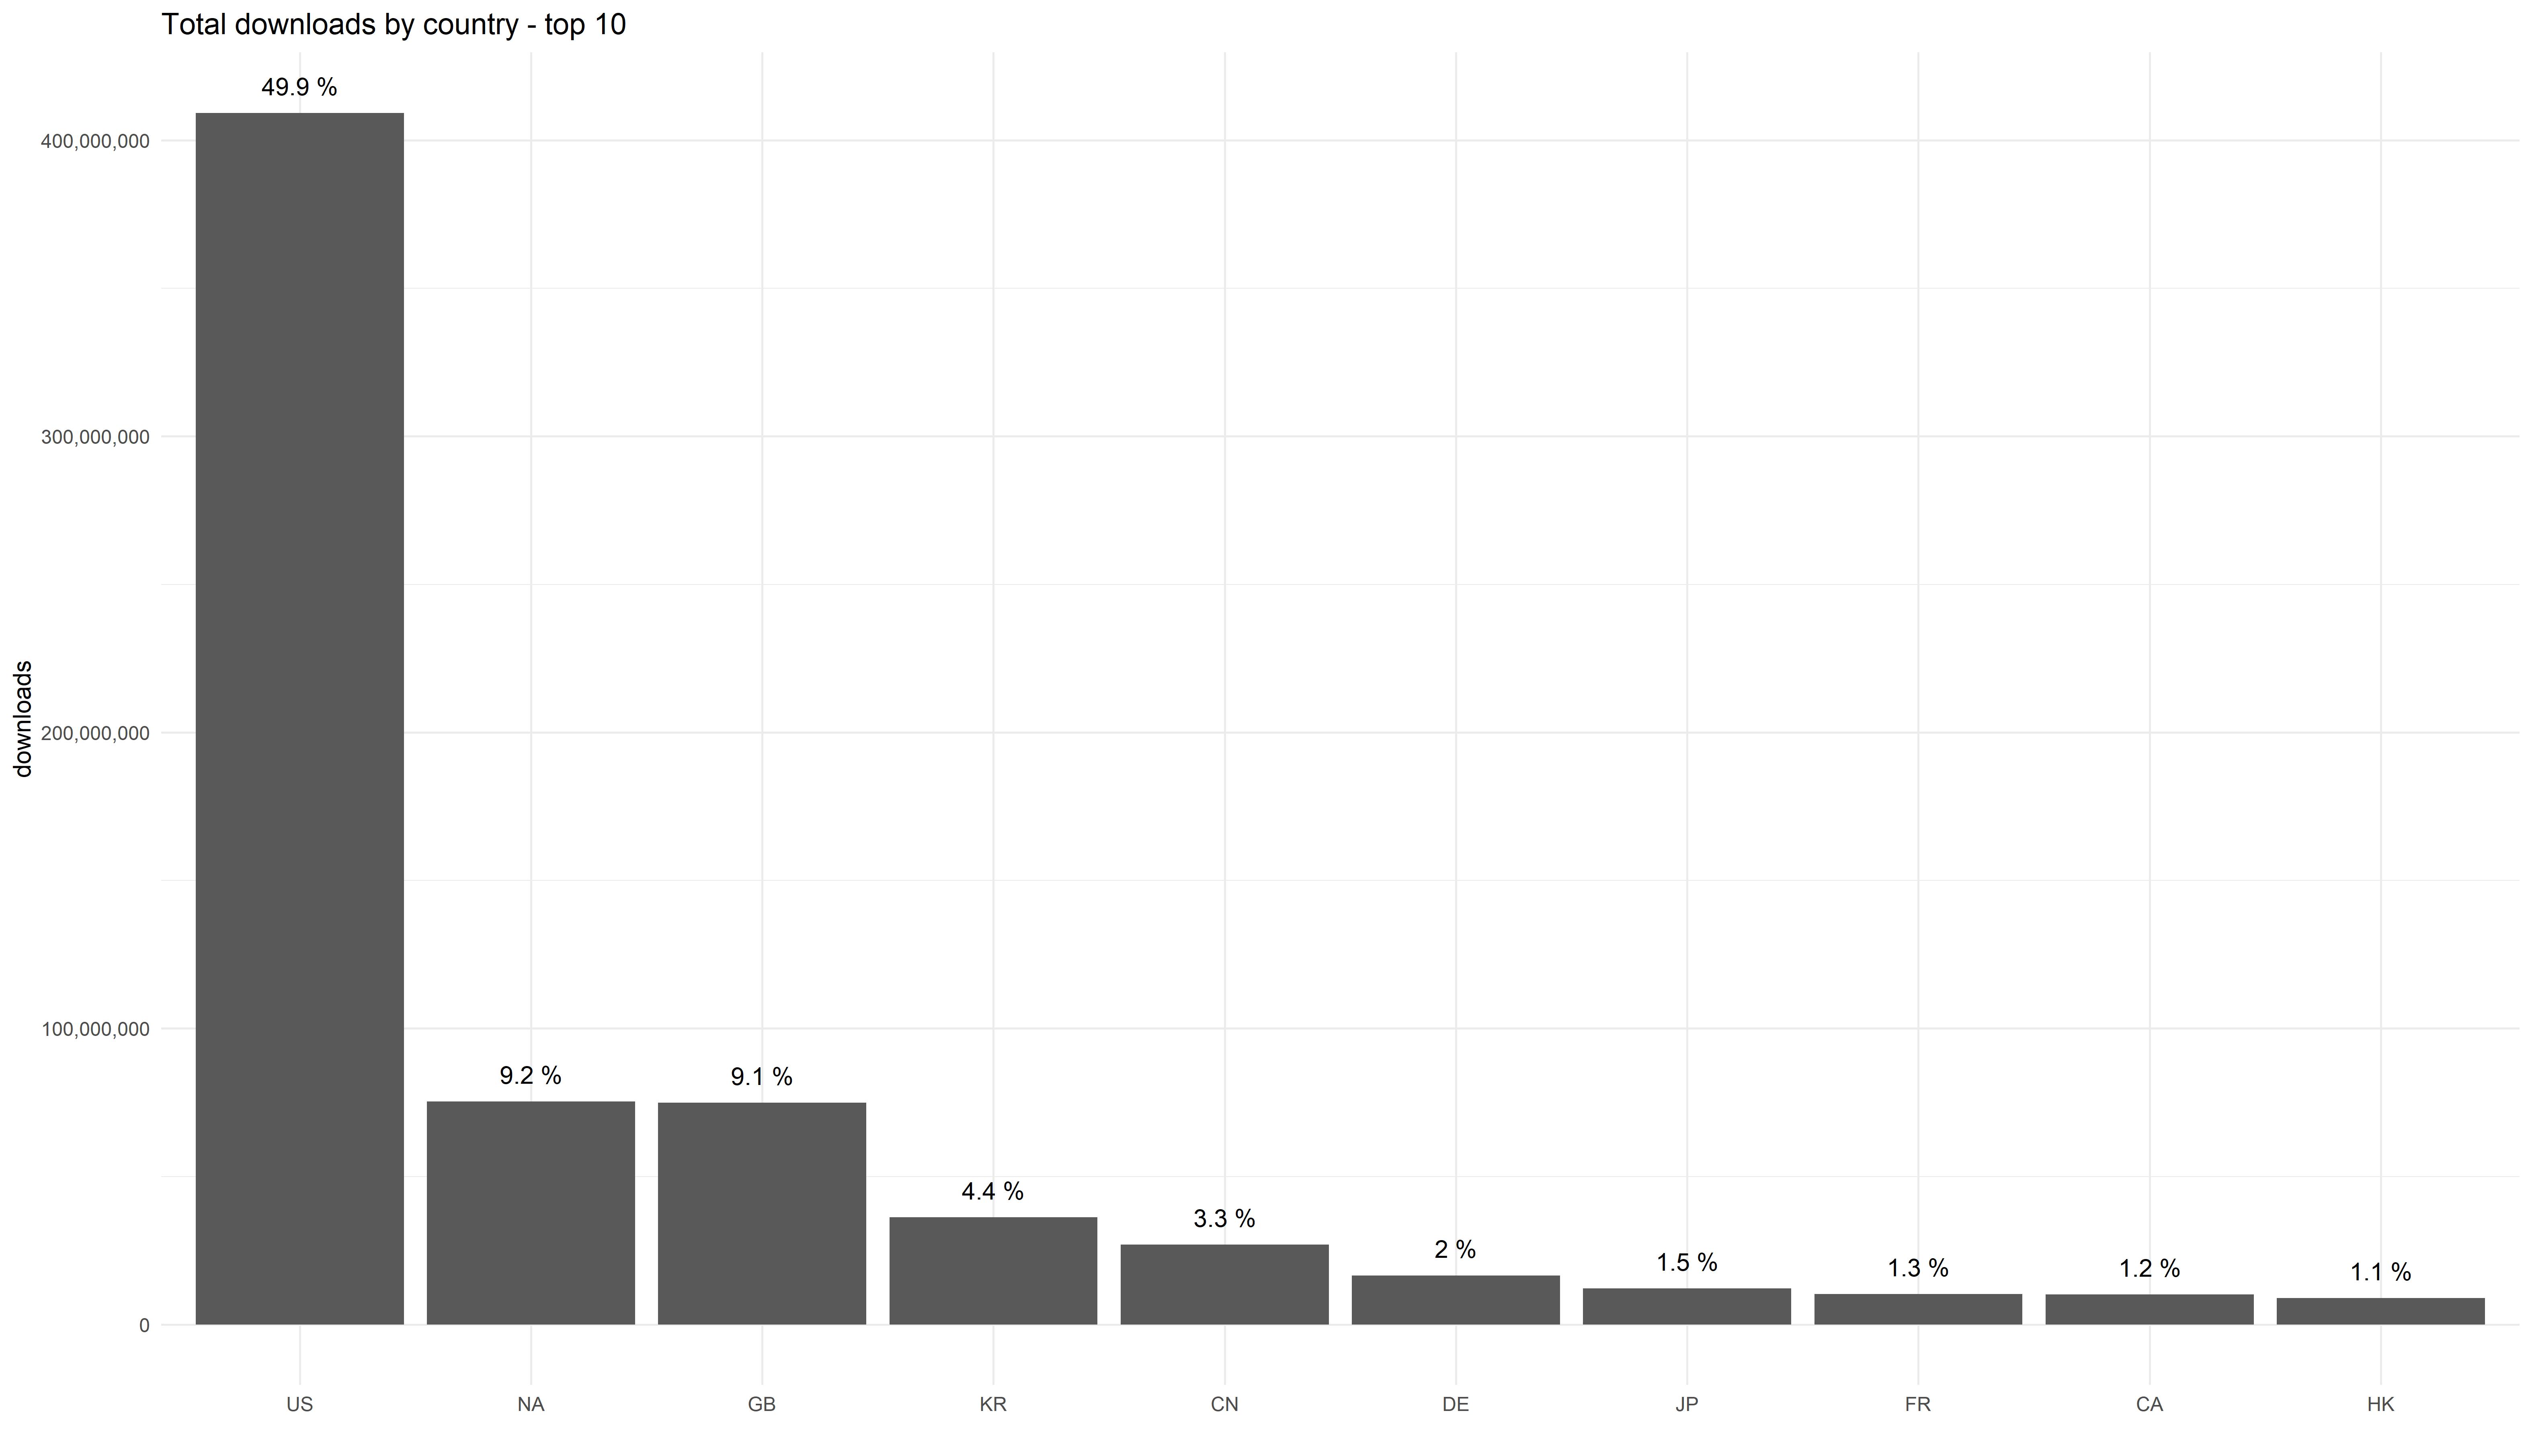 Total downloads by country - top 10
49.9 %
400,000,000
300,000,000
downloads
200,000,000
100,000,000
9.2 %
9.1 %
4.4 %
3.3 %
2 %
1.5 %
1.3 %
1.2 %
1.1 %
0
US
NA
GB
KR
CN
DE
JP
FR
CA
HK